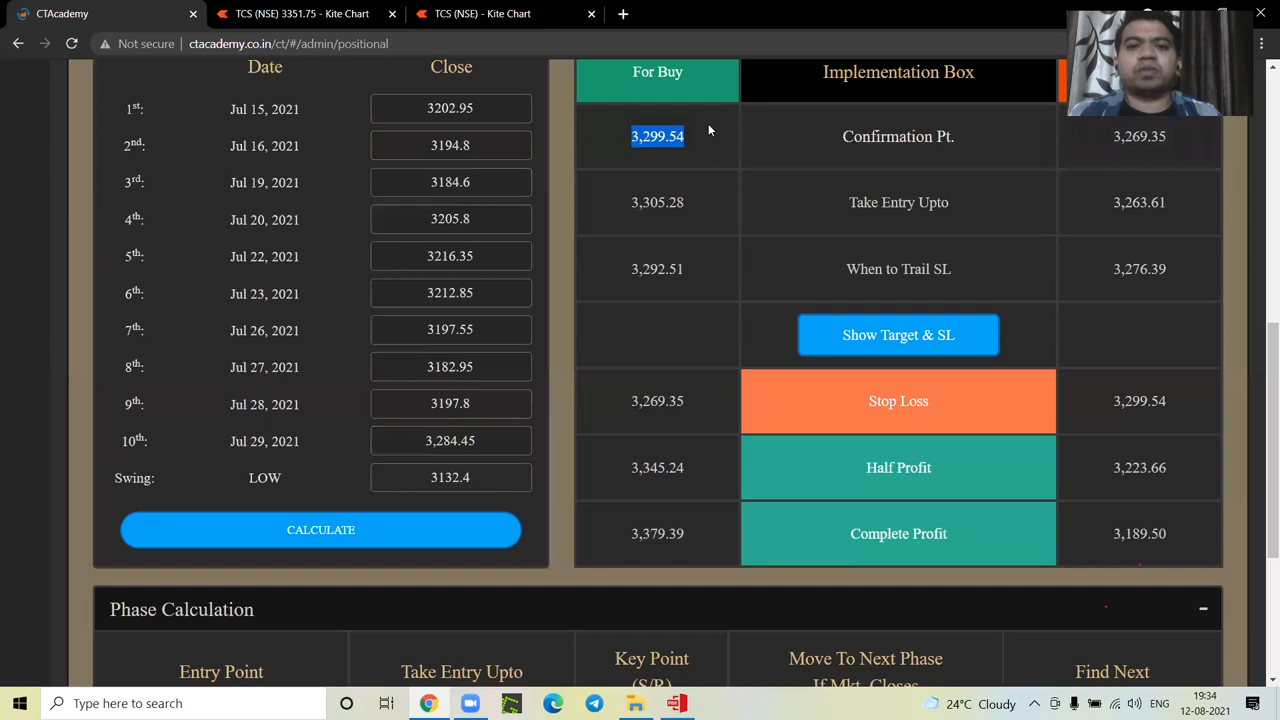 CTAcademy
TCS (NSE) 3351.75 - Kite Chart
TCS (NSE) - Kite Chart
Not secure
ctacademy.co.in/ct/#/admin/positional
Date Close
1st: Jul 15, 2021 3202.95
2nd: Jul 16, 2021 3194.8
3rd: Jul 19, 2021 3184.6
4th: Jul 20, 2021 3205.8
5th: Jul 22, 2021 3216.35
6th: Jul 23, 2021 3212.85
7th: Jul 26, 2021 3197.55
8th: Jul 27, 2021 3182.95
9th: Jul 28, 2021 3197.8
10th: Jul 29, 2021 3,284.45
Swing: LOW 3132.4
CALCULATE
For Buy Implementation Box
3,299.54 Confirmation Pt. 3,269.35
3,305.28 Take Entry Upto 3,263.61
3,292.51 When to Trail SL 3,276.39
Show Target & SL
3,269.35 Stop Loss 3,299.54
3,345.24 Half Profit 3,223.66
3,379.39 Complete Profit 3,189.50
Phase Calculation
Entry Point
Take Entry Upto
Key Point
(S/R)
Move To Next Phase
If Mkt. Closes
Find Next
Type here to search
24°C Cloudy
19:34
12-08-2021